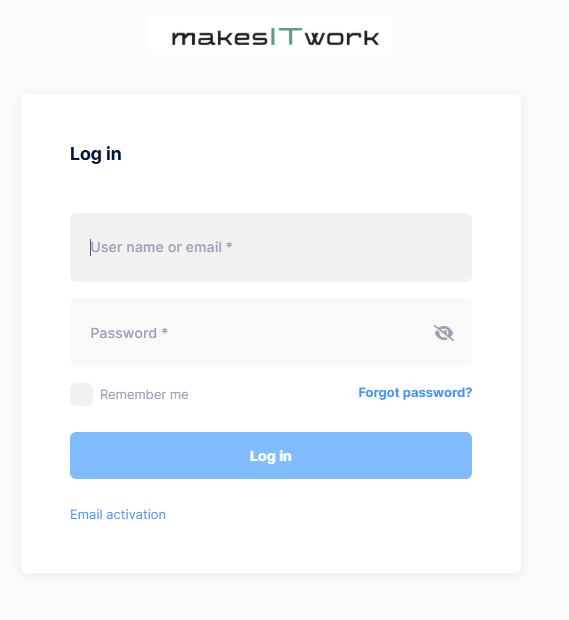 makesITwork
Log in
User name or email *
Password *
Remember me
Forgot password?
Log in
Email activation